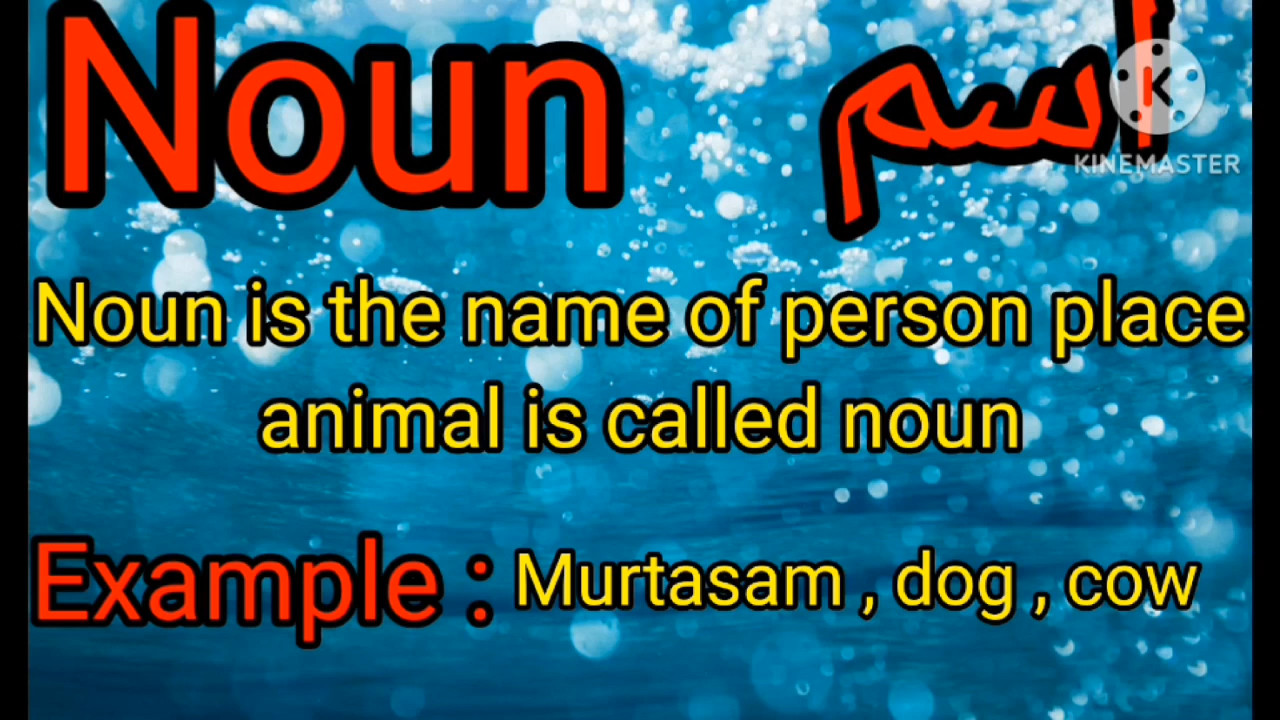 Noun اسم
KINEMASTER
Noun is the name of person place
animal is called noun
Example : Murtasam , dog , cow